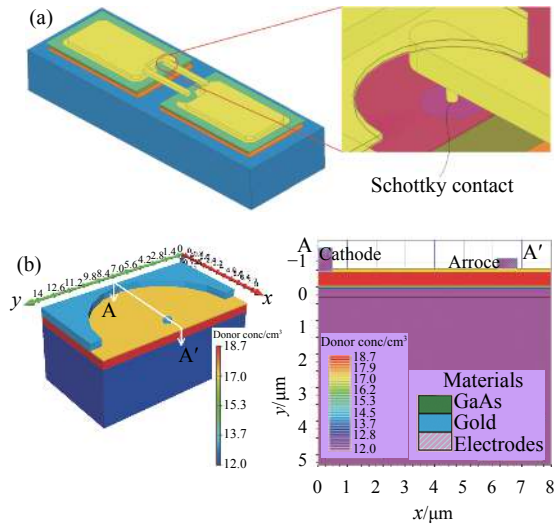 (a)
Schottky contact
(b)
14 12.6 11.2 9.8 8.4 7.0 5.6 4.2 2.8 1.4 0
y
x
A
A′
Donor conc/cm³
18.7
17.0
15.3
13.7
12.0
A
A′
Cathode
Arroce
−1
0
1
2
3
4
5
y/μm
Donor conc/cm³
18.7
17.9
17.2
17.0
16.2
15.3
14.5
13.7
13.7
12.8
12.0
Materials
GaAs
Gold
Electrodes
0 1 2 3 4 5 6 7 8
x/μm